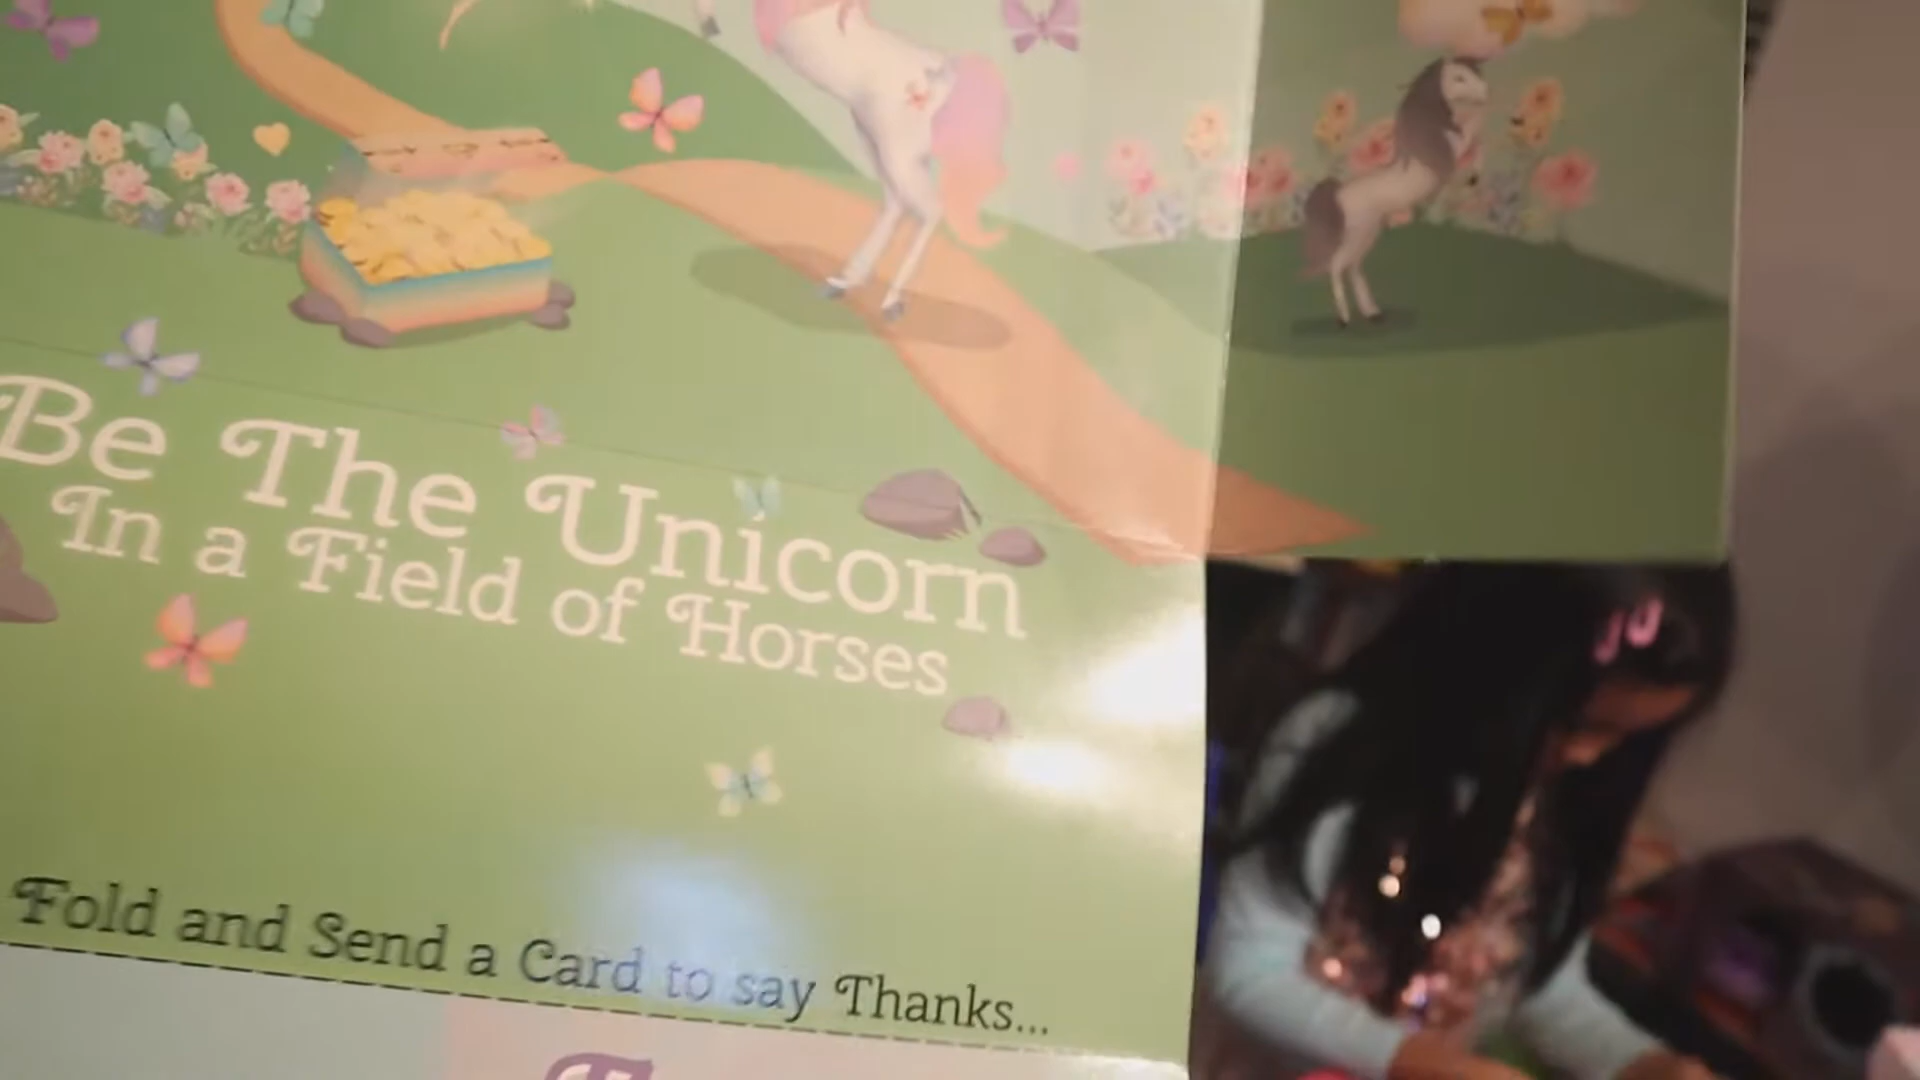 Be The Unicorn
In a Field of Horses
Fold and Send a Card to say Thanks...